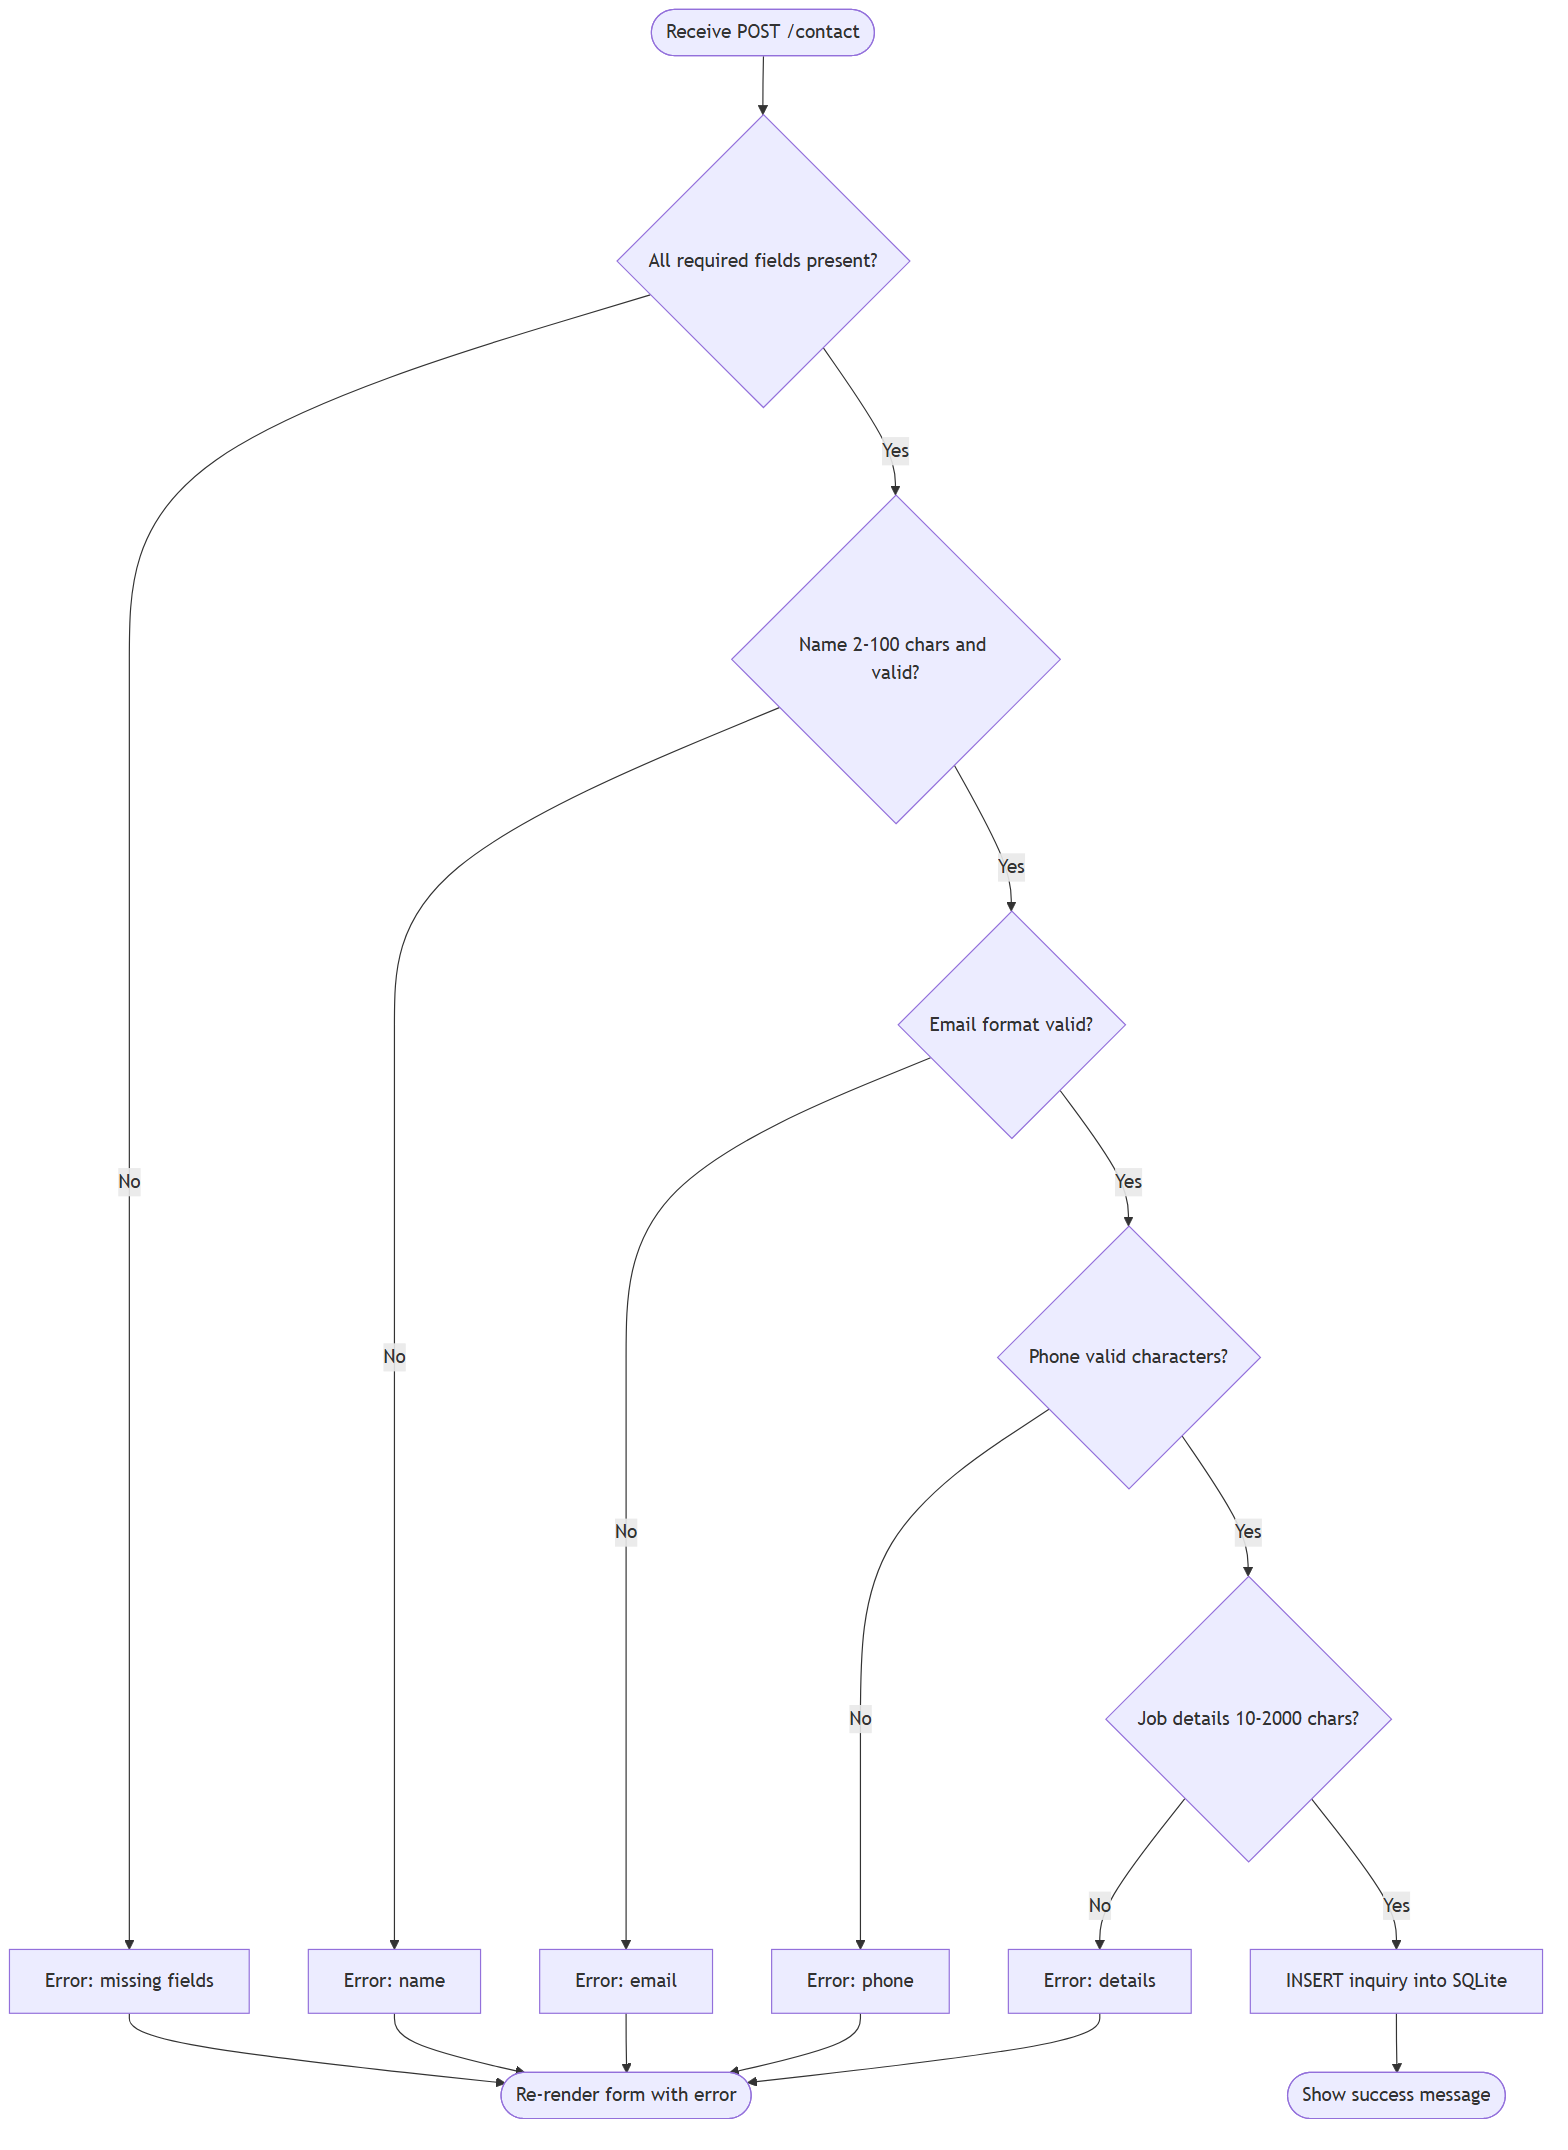 Receive POST /contact
All required fields present?
Yes
Name 2-100 chars and
valid?
Yes
Email format valid?
No
Yes
No
Phone valid characters?
No
Yes
No
Job details 10-2000 chars?
No
Yes
Error: missing fields
Error: name
Error: email
Error: phone
Error: details
INSERT inquiry into SQLite
Re-render form with error
Show success message